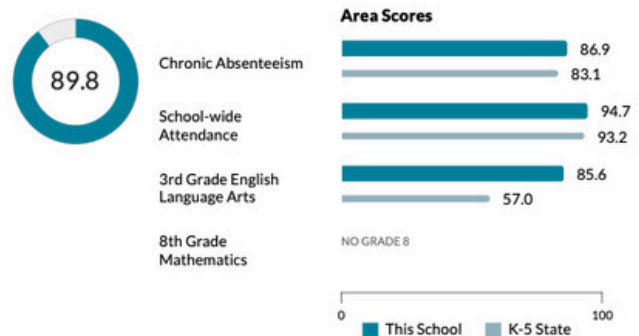 Area Scores
89.8
Chronic Absenteeism
86.9
83.1
School-wide
Attendance
94.7
93.2
3rd Grade English
Language Arts
85.6
57.0
8th Grade
Mathematics
NO GRADE 8
0
100
This School
K-5 State